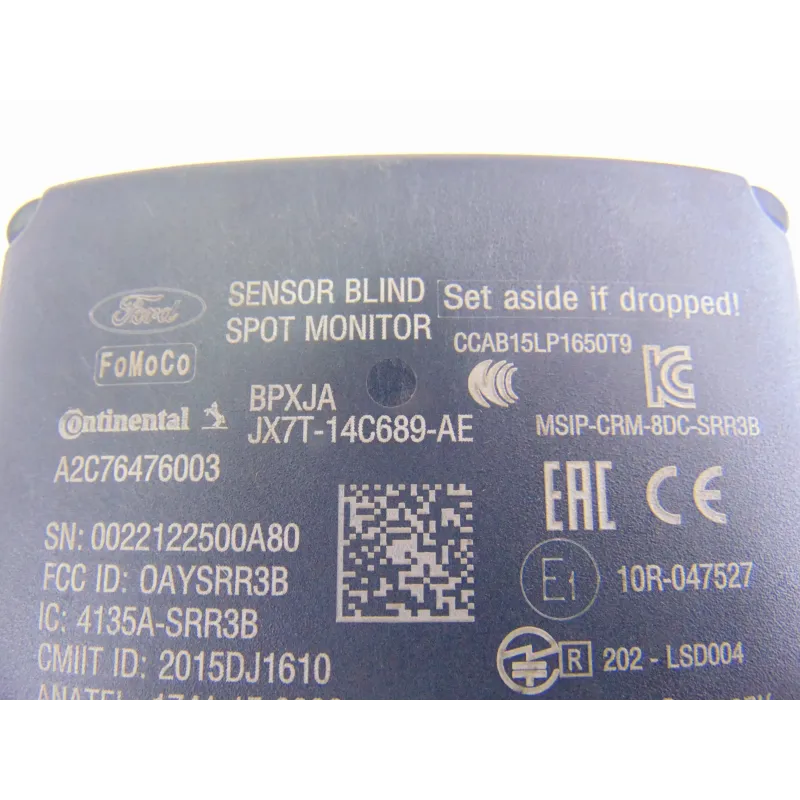 Ford
SENSOR BLIND
SPOT MONITOR
Set aside if dropped!
FoMoCo
CCAB15LP1650T9
CCC
KC
Continental
BPXJA
JX7T-14C689-AE
MSIP-CRM-8DC-SRR3B
A2C76476003
EAC CE
SN: 0022122500A80
FCC ID: OAYSRR3B
E1
10R-047527
IC: 4135A-SRR3B
CMIIT ID: 2015DJ1610
R 202 - LSD004